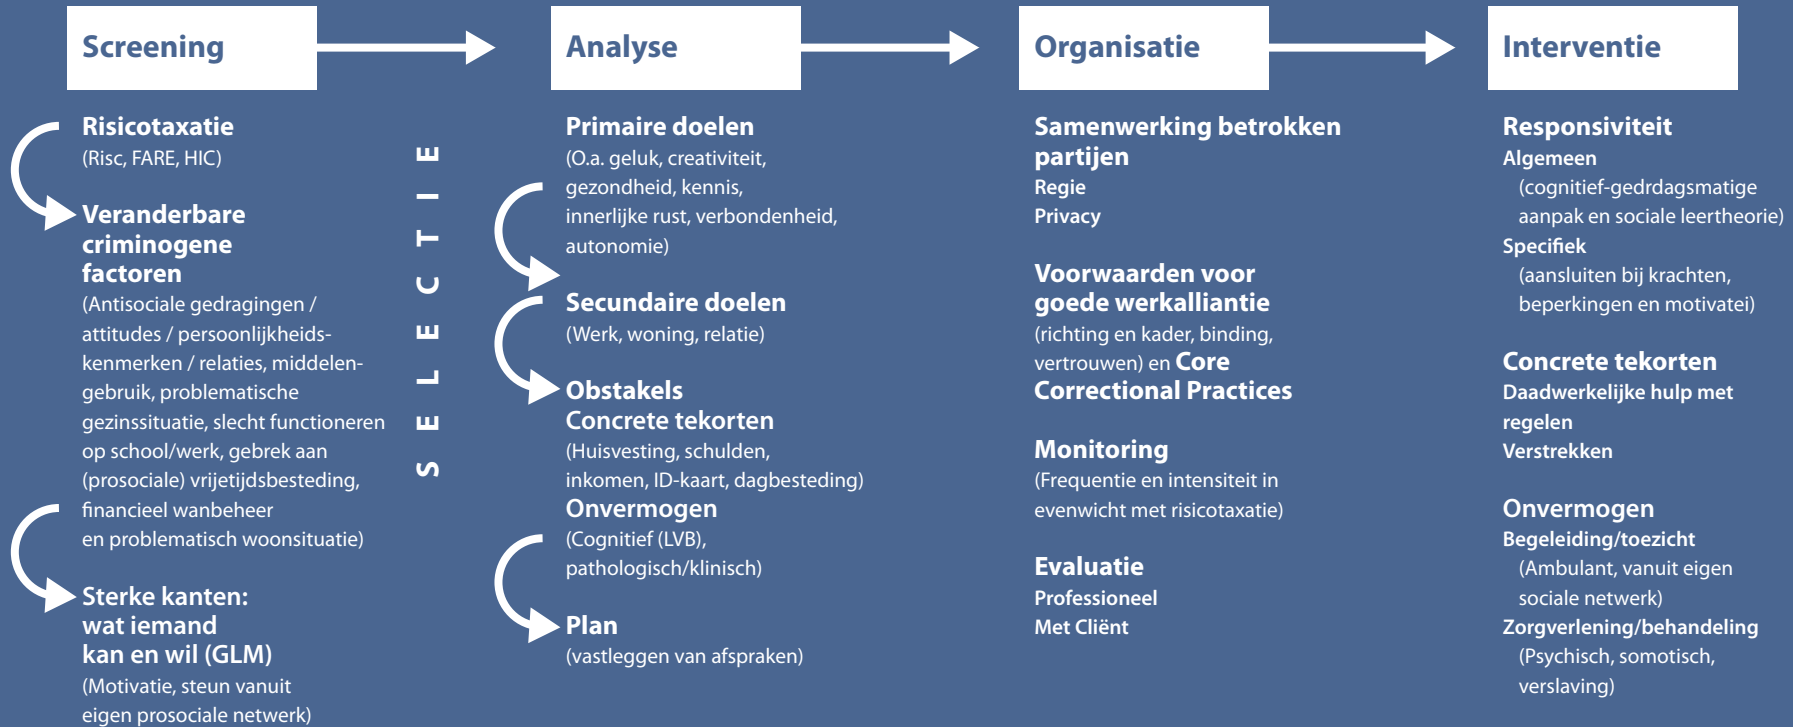 Screening
Risicotaxatie
(Risc, FARE, HIC)
Veranderbare
criminogene
factoren
(Antisociale gedragingen /
attitudes / persoonlijkheids-
kenmerken / relaties, middelen-
gebruik, problematische
gezinssituatie, slecht functioneren
op school/werk, gebrek aan
(prosociale) vrijetijdsbesteding,
financieel wanbeheer
en problematisch woonsituatie)
Sterke kanten:
wat iemand
kan en wil (GLM)
(Motivatie, steun vanuit
eigen prosociale netwerk)
SELECTIE
Analyse
Primaire doelen
(O.a. geluk, creativiteit,
gezondheid, kennis,
innerlijke rust, verbondenheid,
autonomie)
Secundaire doelen
(Werk, woning, relatie)
Obstakels
Concrete tekorten
(Huisvesting, schulden,
inkomen, ID-kaart, dagbesteding)
Onvermogen
(Cognitief (LVB),
pathologisch/klinisch)
Plan
(vastleggen van afspraken)
Organisatie
Samenwerking betrokken
partijen
Regie
Privacy
Voorwaarden voor
goede werkalliantie
(richting en kader, binding,
vertrouwen) en Core
Correctional Practices
Monitoring
(Frequentie en intensiteit in
evenwicht met risicotaxatie)
Evaluatie
Professioneel
Met Cliënt
Interventie
Responsiviteit
Algemeen
(cognitief-gedrdagsmatige
aanpak en sociale leertheorie)
Specifiek
(aansluiten bij krachten,
beperkingen en motivatei)
Concrete tekorten
Daadwerkelijke hulp met
regelen
Verstrekken
Onvermogen
Begeleiding/toezicht
(Ambulant, vanuit eigen
sociale netwerk)
Zorgverlening/behandeling
(Psychisch, somotisch,
verslaving)